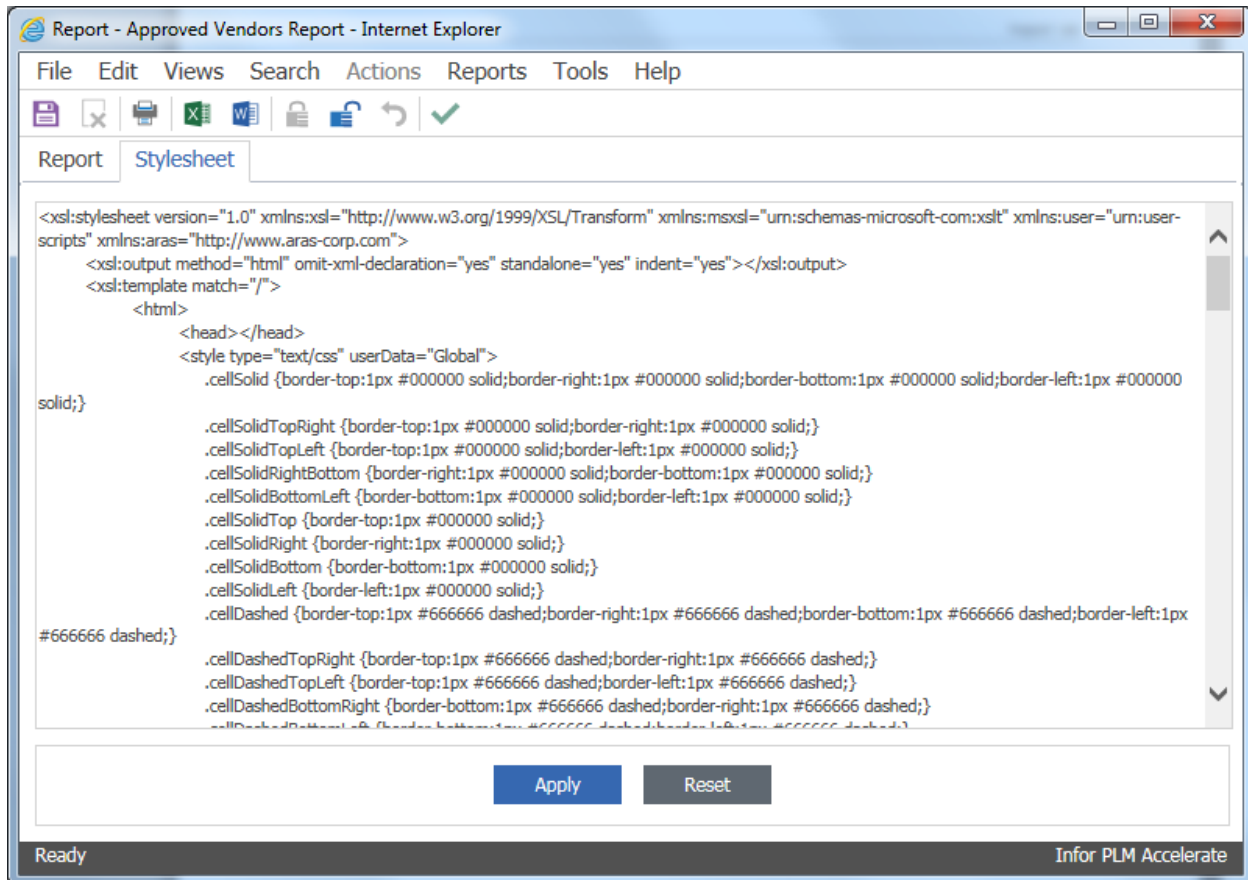 Report - Approved Vendors Report - Internet Explorer
File Edit Views Search Actions Reports Tools Help
Report Stylesheet
<xsl:stylesheet version="1.0" xmlns:xsl="http://www.w3.org/1999/XSL/Transform" xmlns:msxsl="urn:schemas-microsoft-com:xslt" xmlns:user="urn:user-
scripts" xmlns:aras="http://www.aras-corp.com">
<xsl:output method="html" omit-xml-declaration="yes" standalone="yes" indent="yes"></xsl:output>
<xsl:template match="/">
<html>
<head></head>
<style type="text/css" userData="Global">
.cellSolid {border-top:1px #000000 solid;border-right:1px #000000 solid;border-bottom:1px #000000 solid;border-left:1px #000000
solid;}
.cellSolidTopRight {border-top:1px #000000 solid;border-right:1px #000000 solid;}
.cellSolidTopLeft {border-top:1px #000000 solid;border-left:1px #000000 solid;}
.cellSolidRightBottom {border-right:1px #000000 solid;border-bottom:1px #000000 solid;}
.cellSolidBottomLeft {border-bottom:1px #000000 solid;border-left:1px #000000 solid;}
.cellSolidTop {border-top:1px #000000 solid;}
.cellSolidRight {border-right:1px #000000 solid;}
.cellSolidBottom {border-bottom:1px #000000 solid;}
.cellSolidLeft {border-left:1px #000000 solid;}
.cellDashed {border-top:1px #666666 dashed;border-right:1px #666666 dashed;border-bottom:1px #666666 dashed;border-left:1px
#666666 dashed;}
.cellDashedTopRight {border-top:1px #666666 dashed;border-right:1px #666666 dashed;}
.cellDashedTopLeft {border-top:1px #666666 dashed;border-left:1px #666666 dashed;}
.cellDashedBottomRight {border-bottom:1px #666666 dashed;border-right:1px #666666 dashed;}
Apply Reset
Ready Infor PLM Accelerate